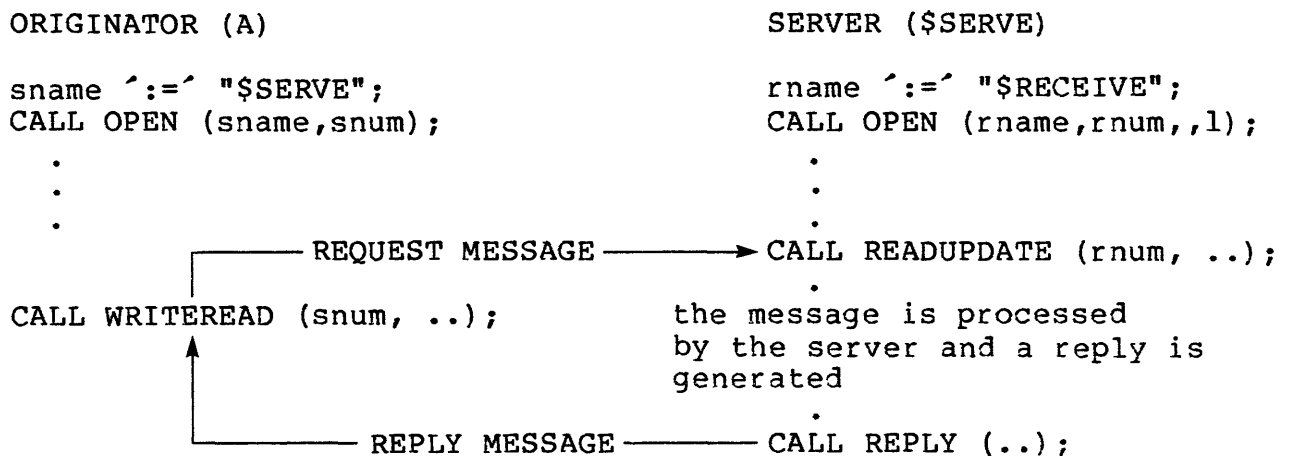 ORIGINATOR (A) SERVER ($SERVE)
sname ´:=´ "$SERVE"; rname ´:=´ "$RECEIVE";
CALL OPEN (sname,snum); CALL OPEN (rname,rnum,,1);
. .
. .
. .
REQUEST MESSAGE CALL READUPDATE (rnum, ..);
.
CALL WRITEREAD (snum, ..); the message is processed
by the server and a reply is
generated
.
REPLY MESSAGE CALL REPLY (..);